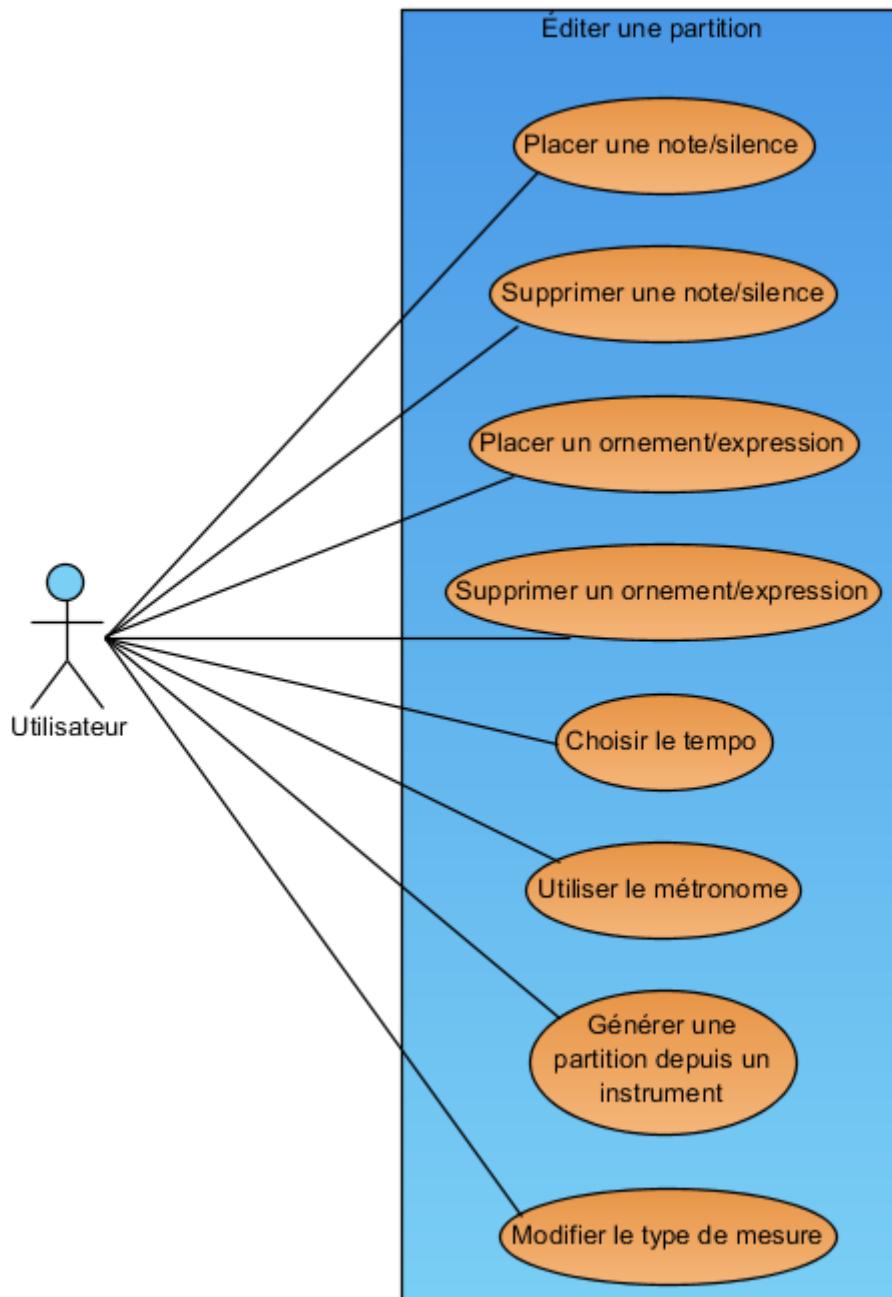 Éditer une partition
Placer une note/silence
Supprimer une note/silence
Placer un ornement/expression
Supprimer un ornement/expression
Utilisateur
Choisir le tempo
Utiliser le métronome
Générer une
partition depuis un
instrument
Modifier le type de mesure